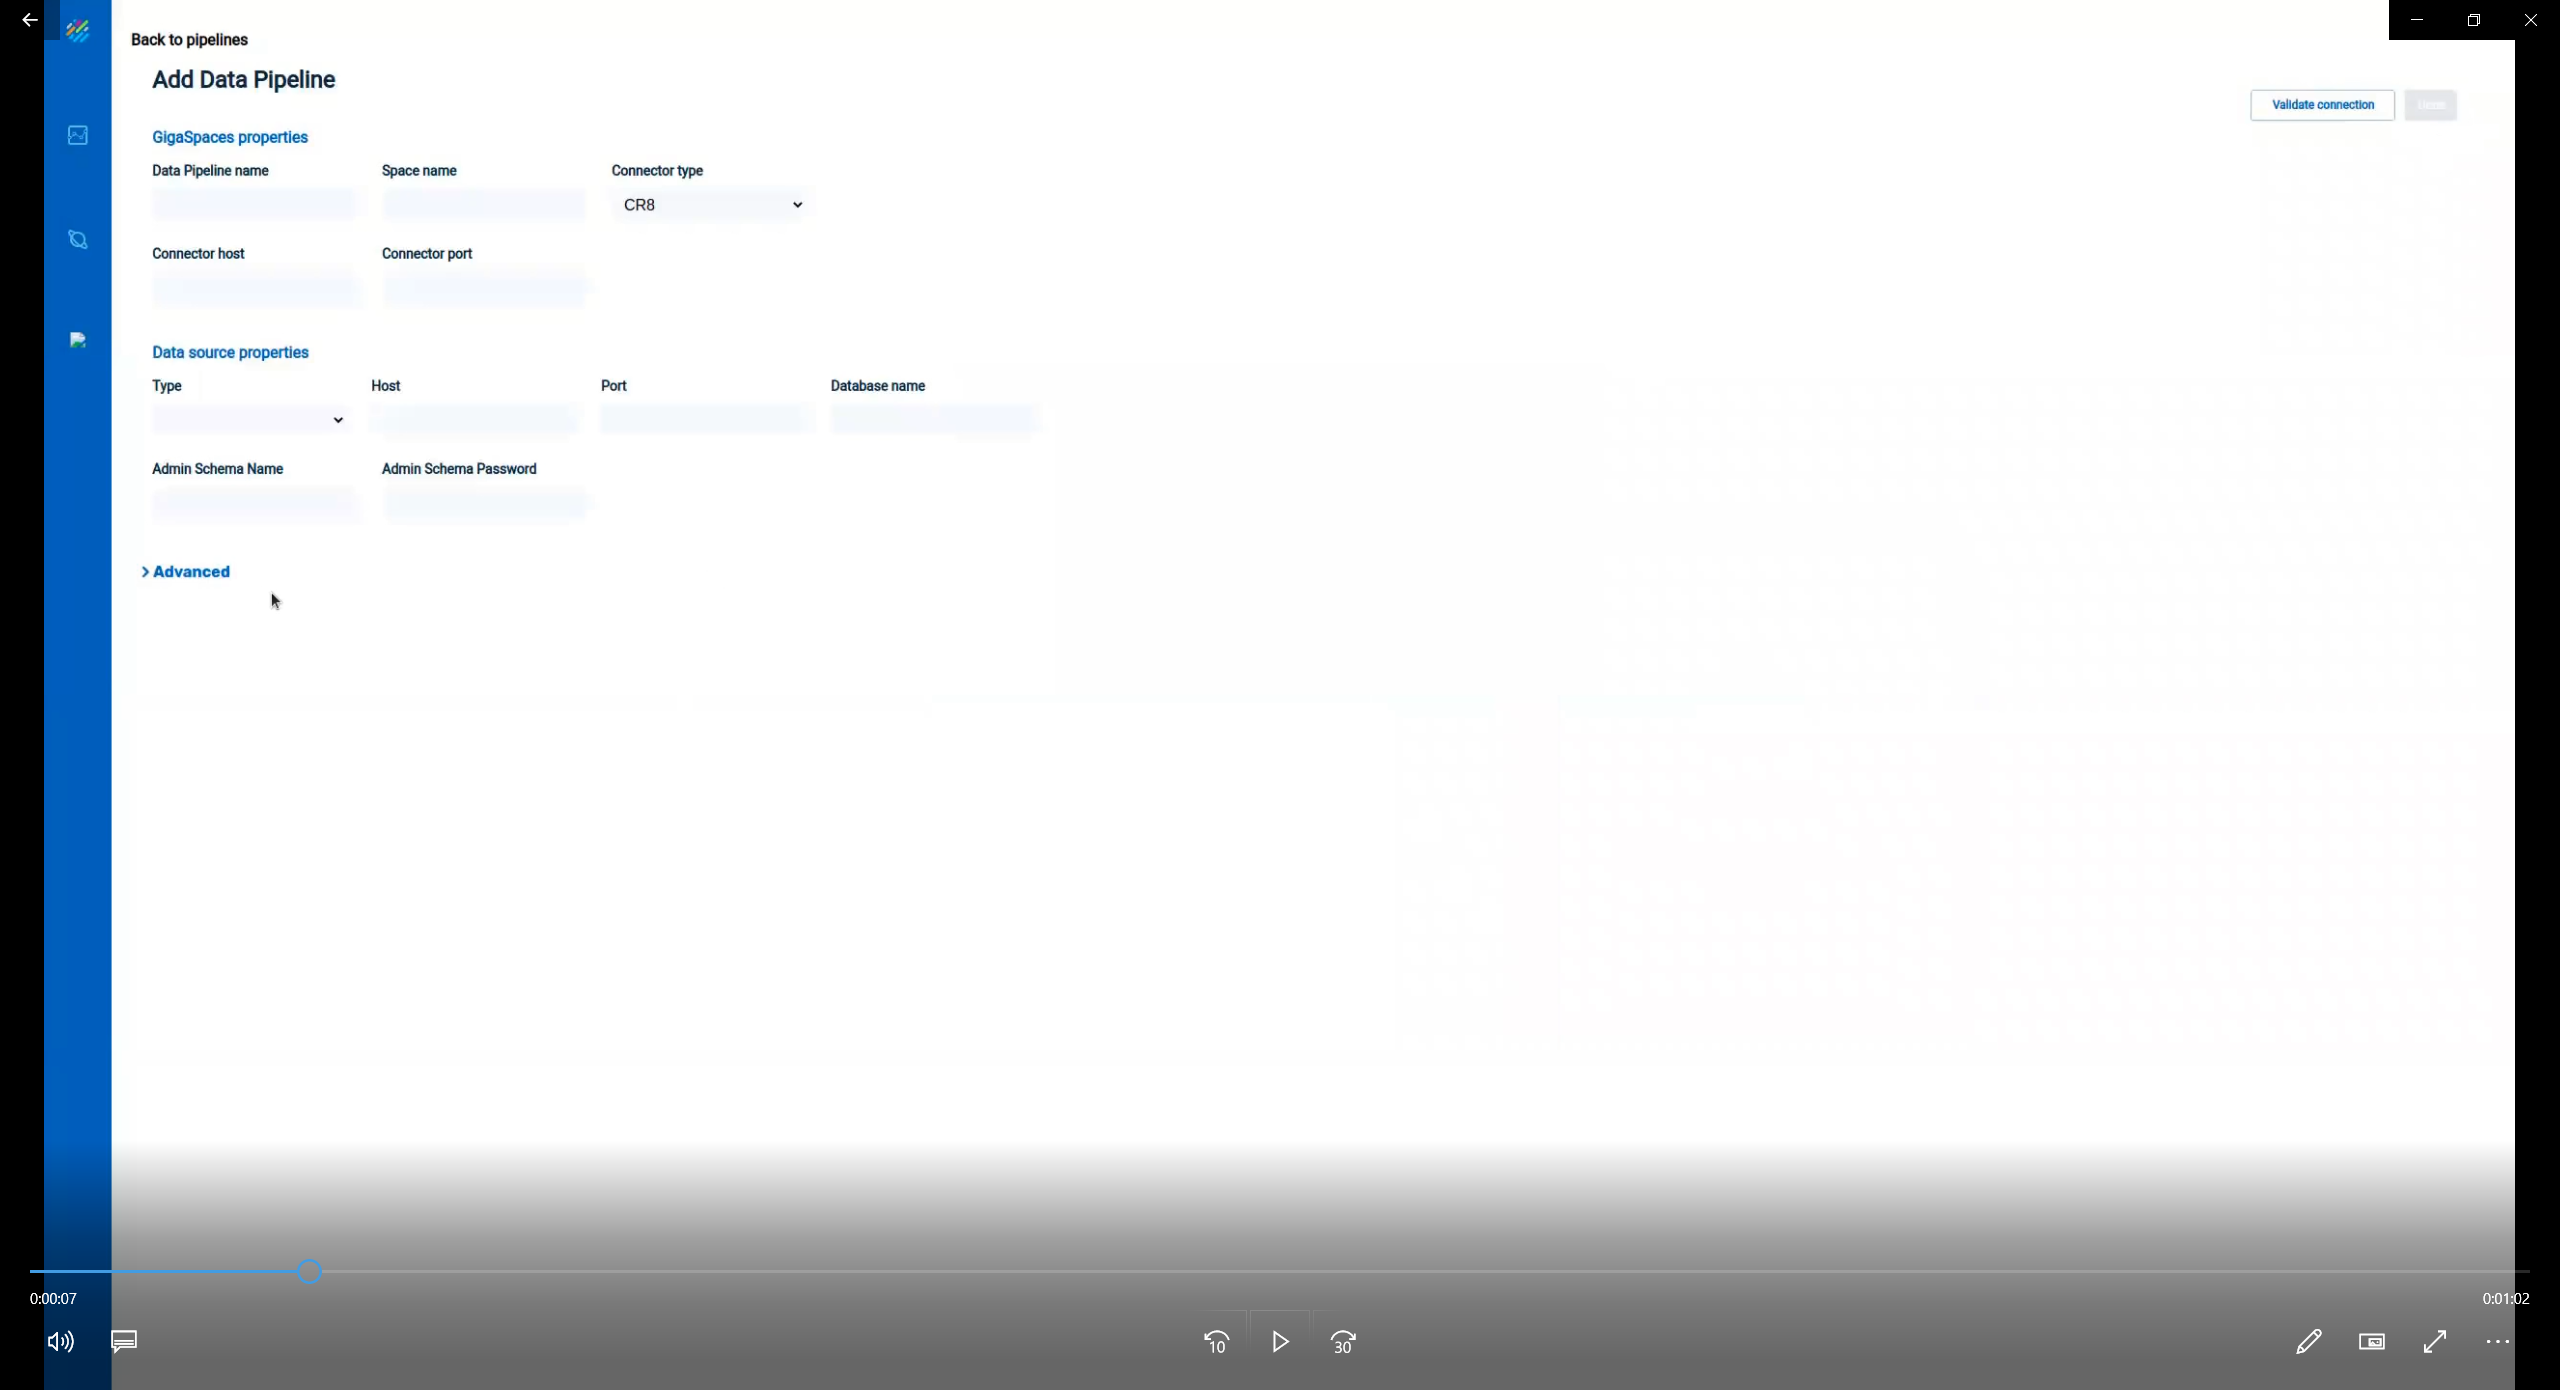 Back to pipelines
Add Data Pipeline
Validate connection
GigaSpaces properties
Data Pipeline name Space name Connector type
CR8
Connector host Connector port
Data source properties
Type Host Port Database name
Admin Schema Name Admin Schema Password
Advanced
0:00:07 0:01:02
10 30